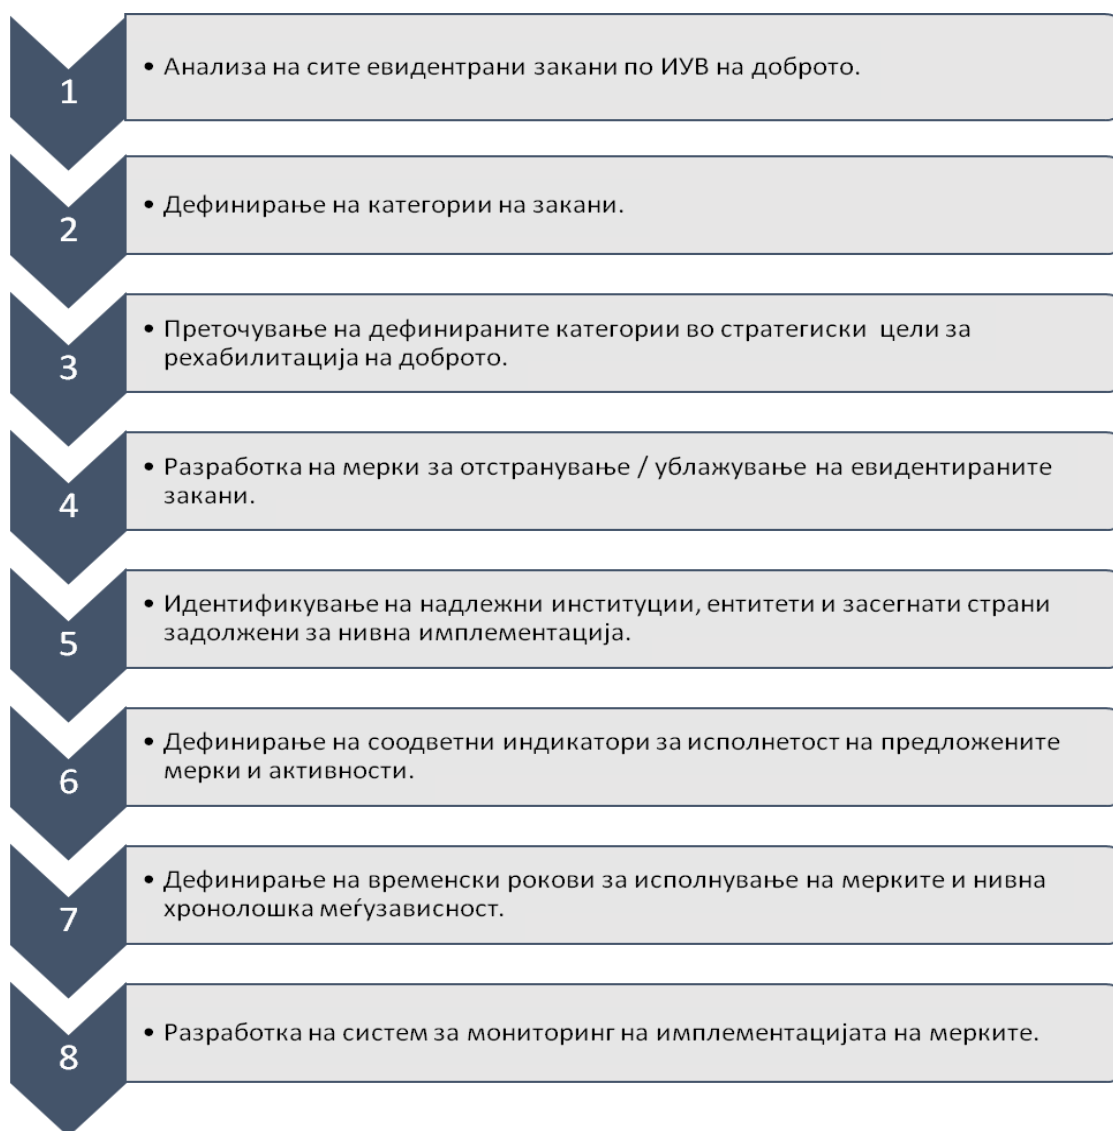 1
• Анализа на сите евидентрани закани по ИУВ на доброто.
2
• Дефинирање на категории на закани.
3
• Преточување на дефинираните категории во стратегиски  цели за
рехабилитација на доброто.
4
• Разработка на мерки за отстранување / ублажување на евидентираните
закани.
5
• Идентификување на надлежни институции, ентитети и засегнати страни
задолжени за нивна имплементација.
6
• Дефинирање на соодветни индикатори за исполнетост на предложените
мерки и активности.
7
• Дефинирање на временски рокови за исполнување на мерките и нивна
хронолошка меѓузависност.
8
• Разработка на систем за мониторинг на имплементацијата на мерките.